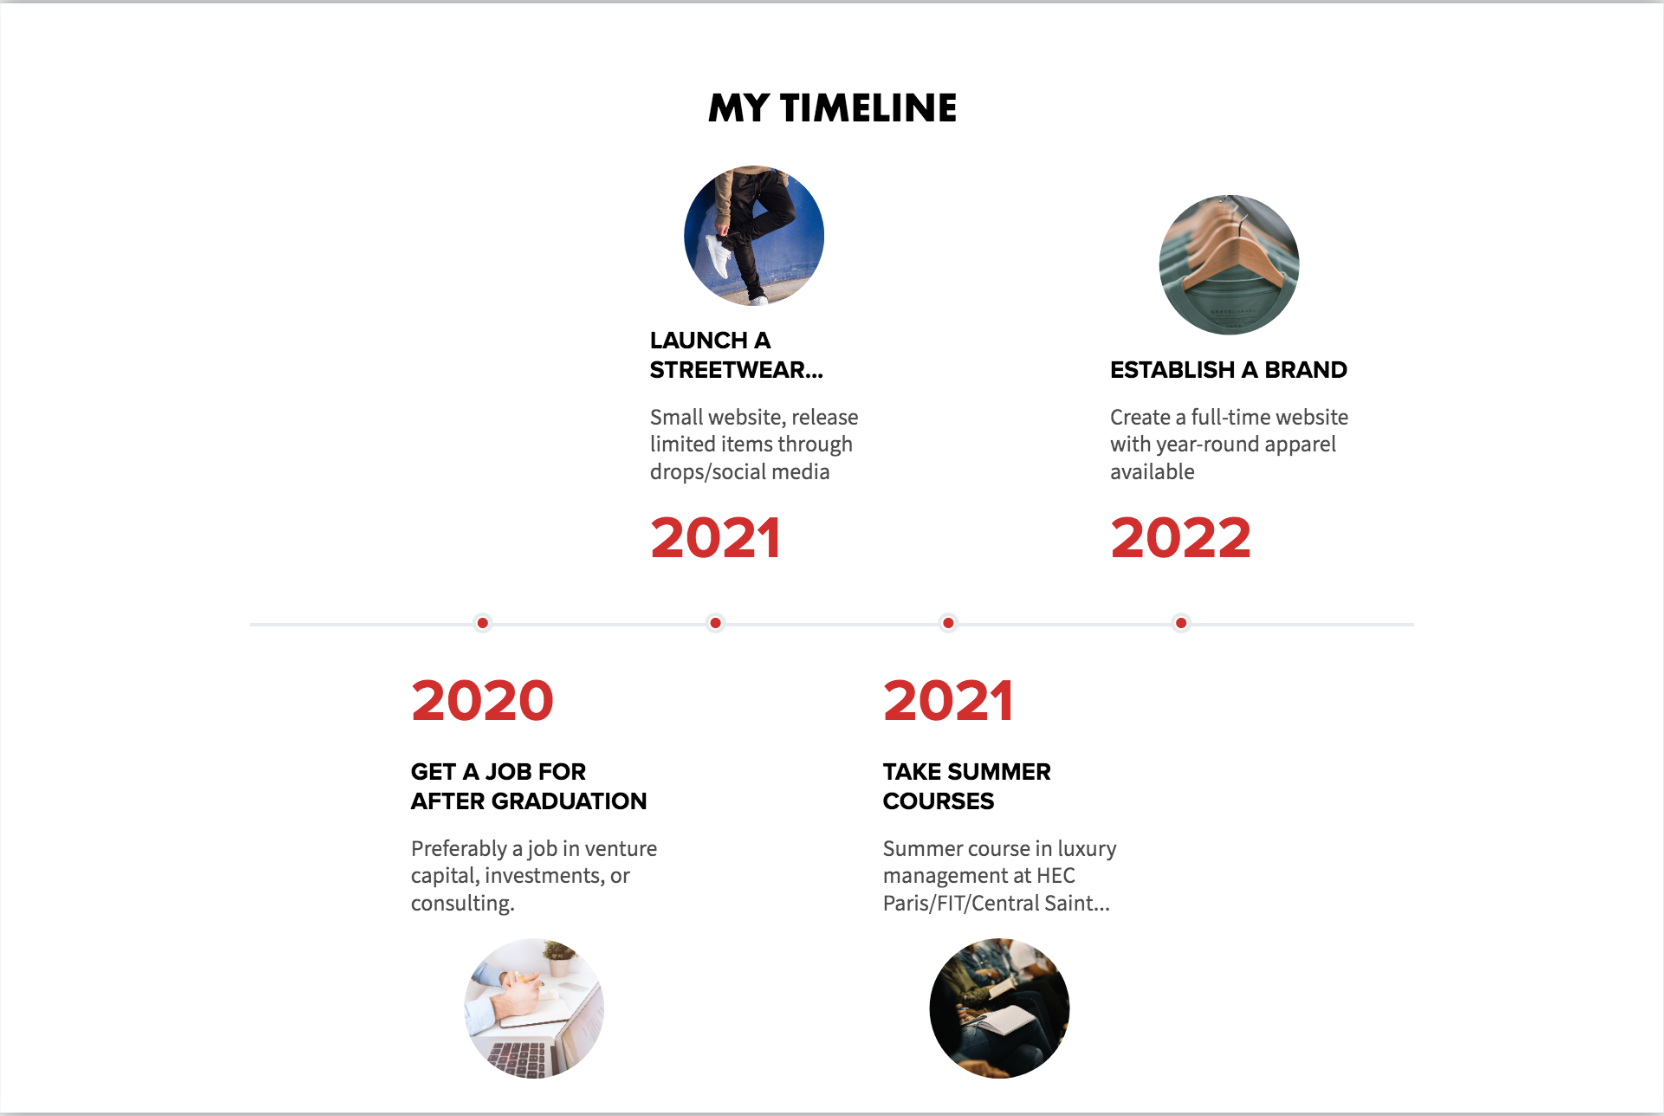 MY TIMELINE
LAUNCH A
STREETWEAR...
Small website, release
limited items through
drops/social media
2021
ESTABLISH A BRAND
Create a full-time website
with year-round apparel
available
2022
2020
GET A JOB FOR
AFTER GRADUATION
Preferably a job in venture
capital, investments, or
consulting.
2021
TAKE SUMMER
COURSES
Summer course in luxury
management at HEC
Paris/FIT/Central Saint...